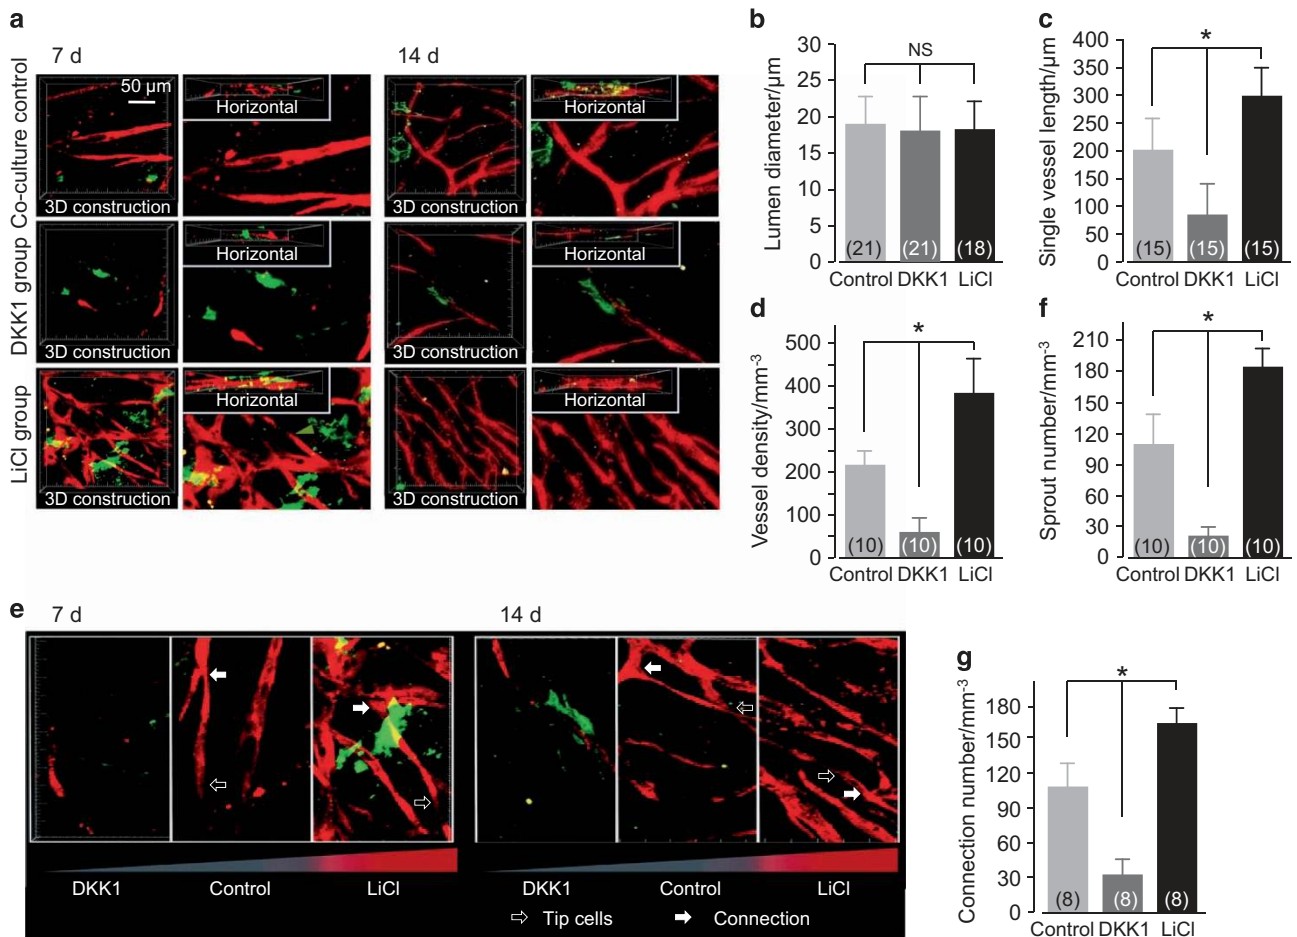 a
7 d
14 d
Co-culture control
50 µm
Horizontal
3D construction
Horizontal
3D construction
DKK1 group
Horizontal
3D construction
Horizontal
3D construction
LiCl group
Horizontal
3D construction
Horizontal
3D construction
b
Lumen diameter/µm
30
25
20
15
10
5
0
NS
(21) (21) (18)
Control DKK1 LiCl
c
Single vessel length/µm
400
350
300
250
200
150
100
50
0
*
(15) (15) (15)
Control DKK1 LiCl
d
Vessel density/mm-3
500
400
300
200
100
0
*
(10) (10) (10)
Control DKK1 LiCl
f
Sprout number/mm-3
210
180
150
120
90
60
30
0
*
(10) (10) (10)
Control DKK1 LiCl
e
7 d
14 d
DKK1 Control LiCl
DKK1 Control LiCl
Tip cells Connection
g
Connection number/mm-3
180
150
120
90
60
30
0
*
(8) (8) (8)
Control DKK1 LiCl